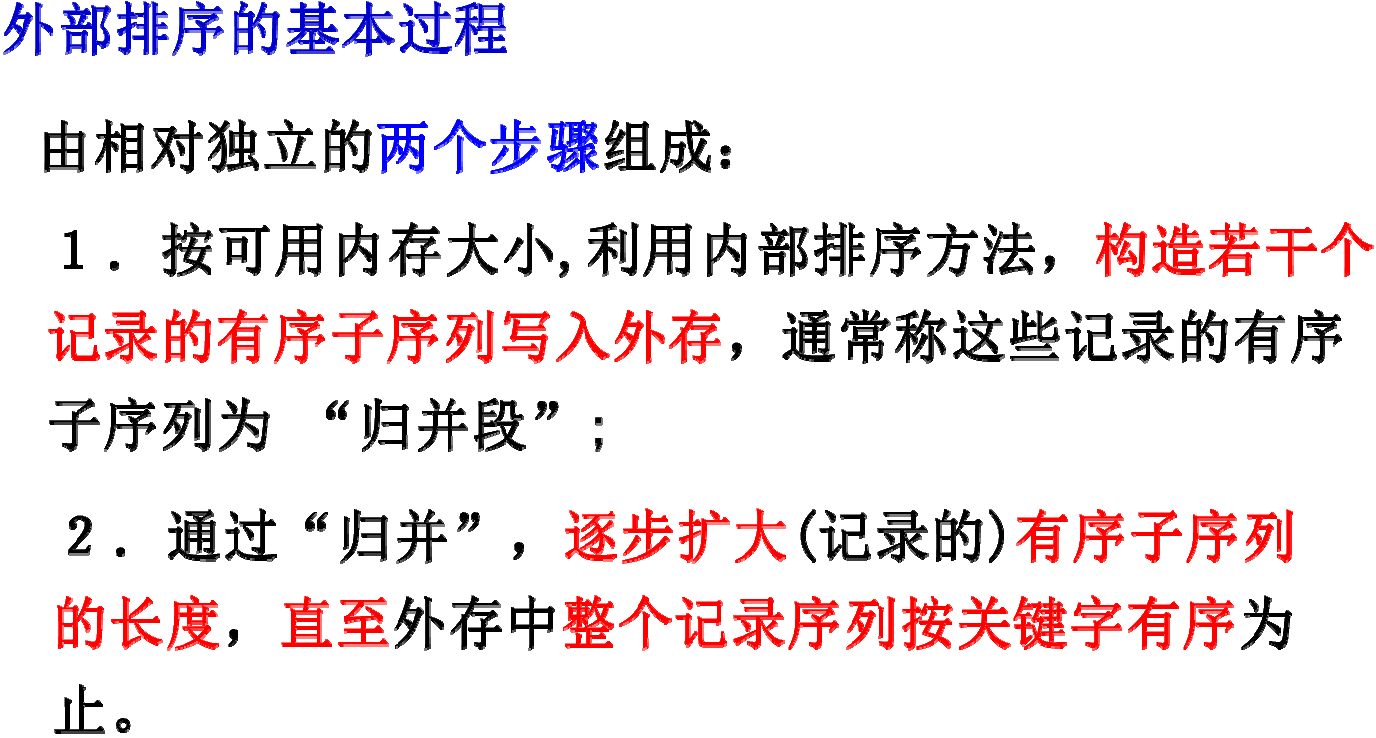 外部排序的基本过程
由相对独立的两个步骤组成：
1．按可用内存大小,利用内部排序方法，构造若干个
记录的有序子序列写入外存，通常称这些记录的有序
子序列为 “归并段”;
2．通过“归并”，逐步扩大(记录的)有序子序列
的长度，直至外存中整个记录序列按关键字有序为
止。